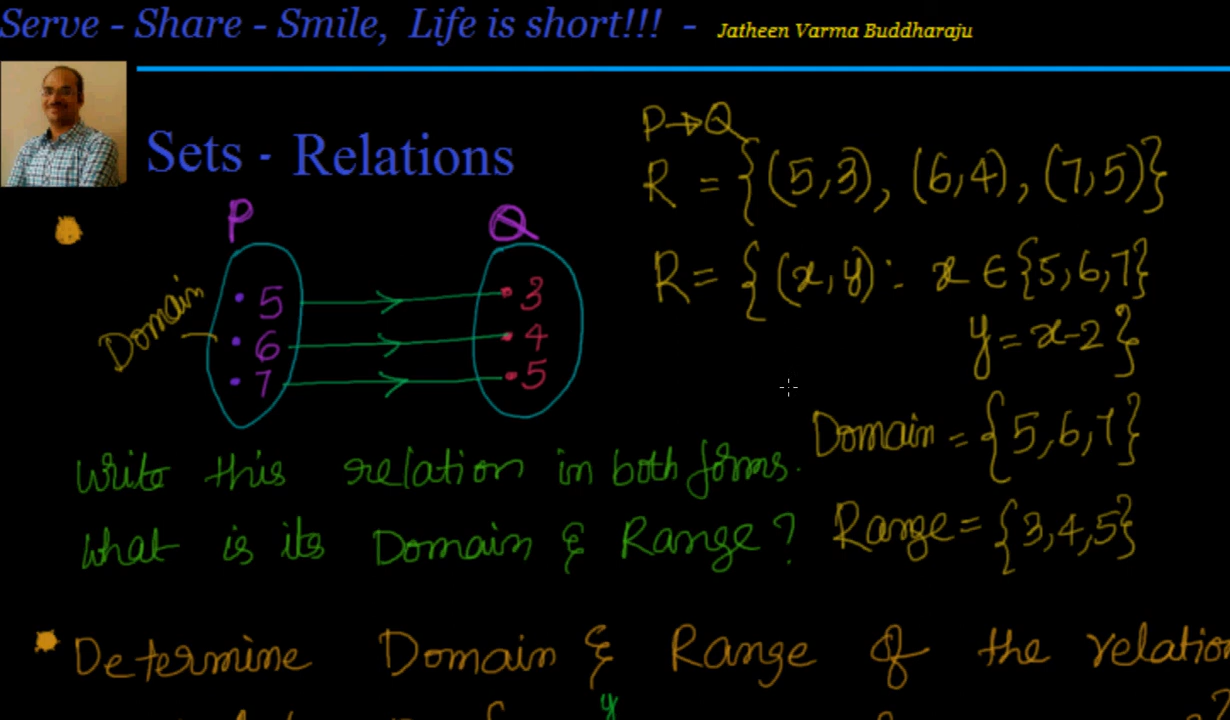 Serve - Share - Smile, Life is short!!! - Jatheen Varma Buddharaju
Sets - Relations
P → Q
R = {(5,3), (6,4), (7,5)}
P Q
R = {(x,y) : x ∈ {5,6,7}
y = x-2}
Domain
5 3
6 4
7 5
Domain = {5,6,7}
Write this relation in both forms.
Range = {3,4,5}
What is its Domain & Range?
Determine Domain & Range of the relation
y